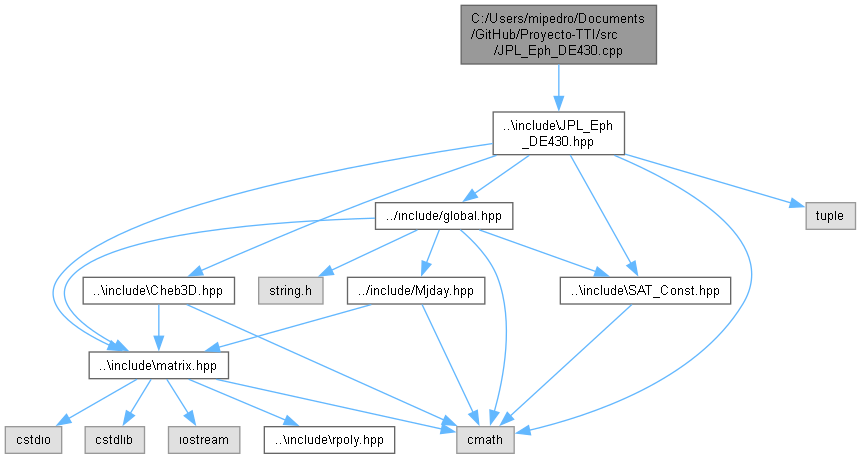 C:/Users/mipedro/Documents
/GitHub/Proyecto-TTI/src
/JPL_Eph_DE430.cpp
..\include\JPL_Eph
_DE430.hpp
../include/global.hpp
tuple
..\include\Cheb3D.hpp
string.h
../include/Mjday.hpp
..\include\SAT_Const.hpp
..\include\matrix.hpp
cstdio
cstdlib
iostream
..\include\rpoly.hpp
cmath